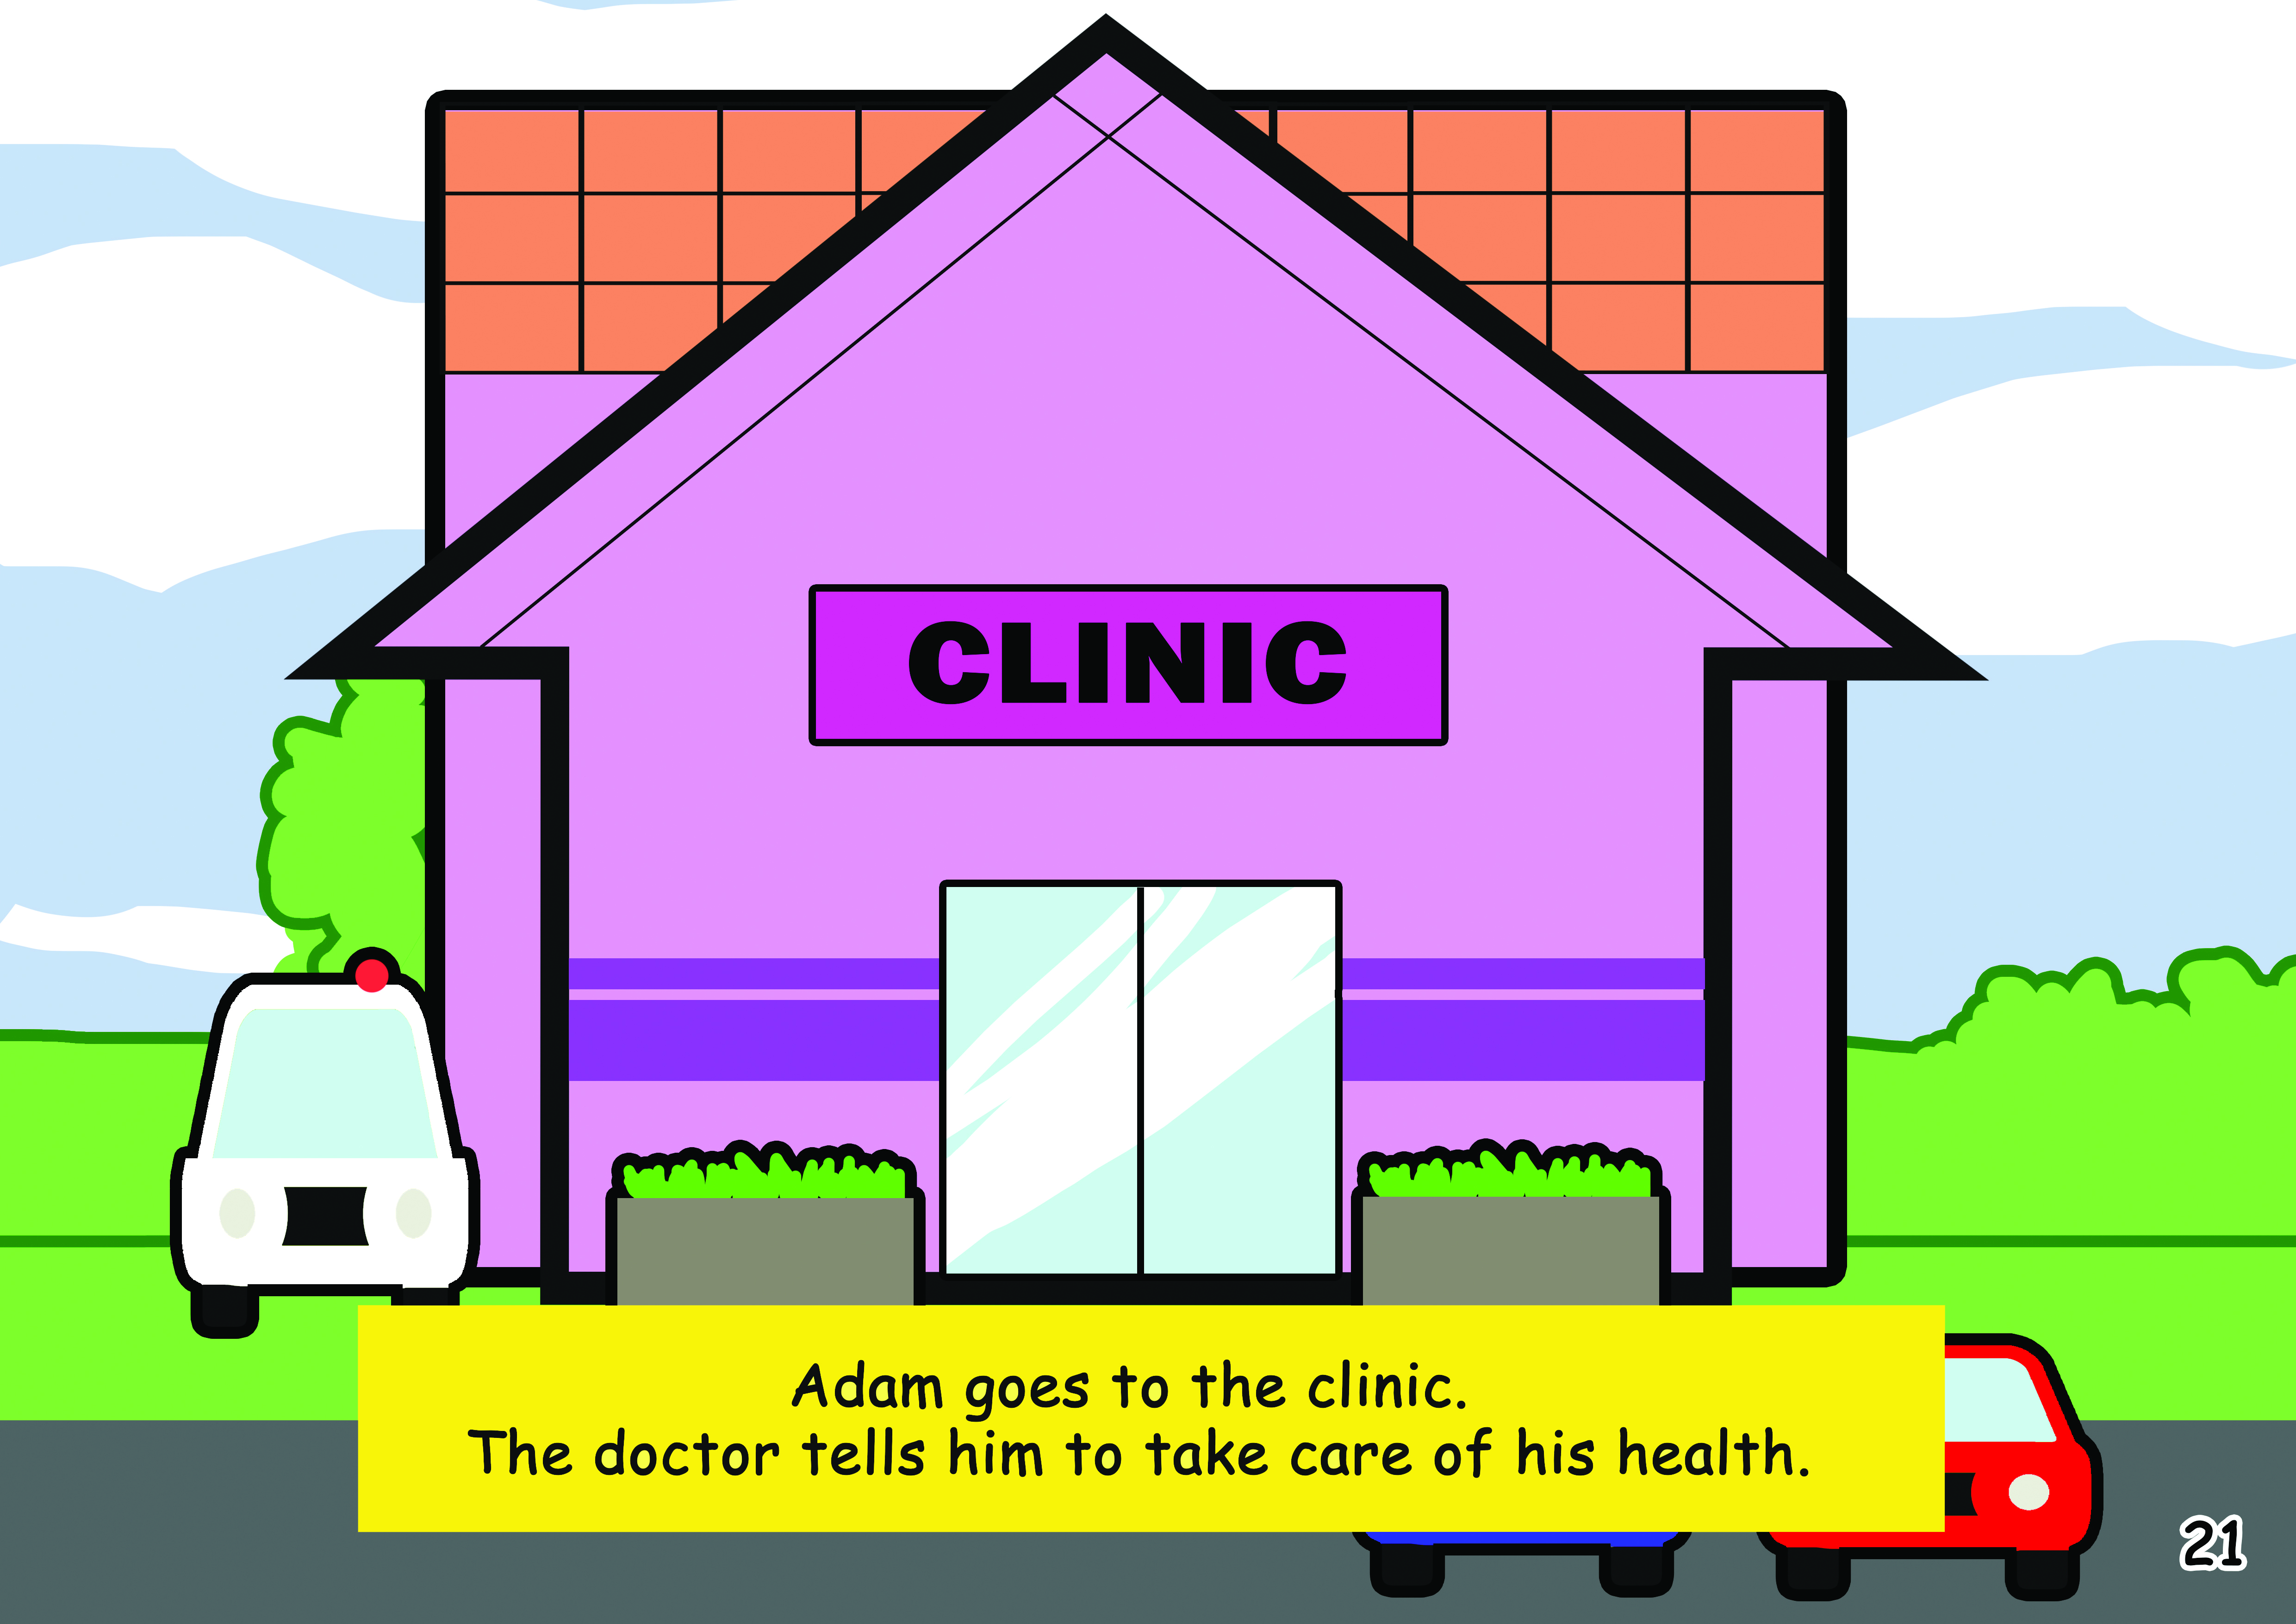 CLINIC
Adam goes to the clinic.
The doctor tells him to take care of his health.
21